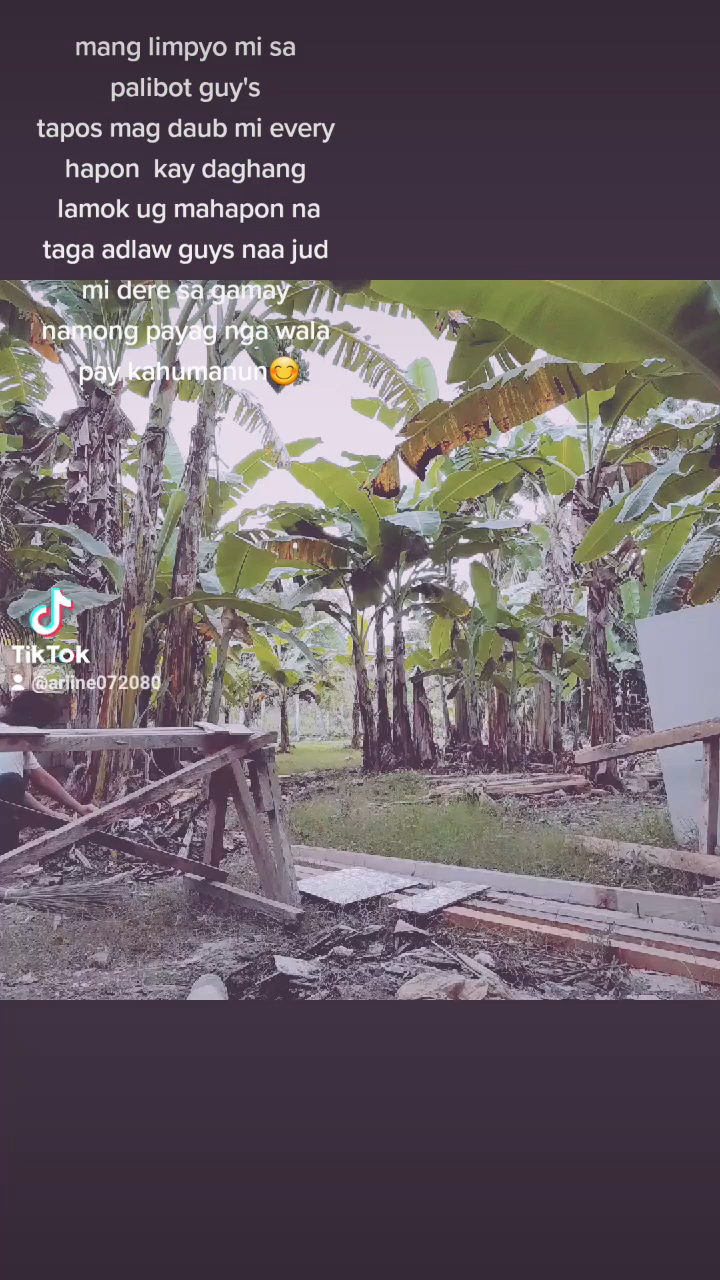 mang limpyo mi sa
palibot guy's
tapos mag daub mi every
hapon  kay daghang
lamok ug mahapon na
taga adlaw guys naa jud
mi dere sa gamay
namong payag nga wala
pay kahumanun😊
TikTok
@arline072080